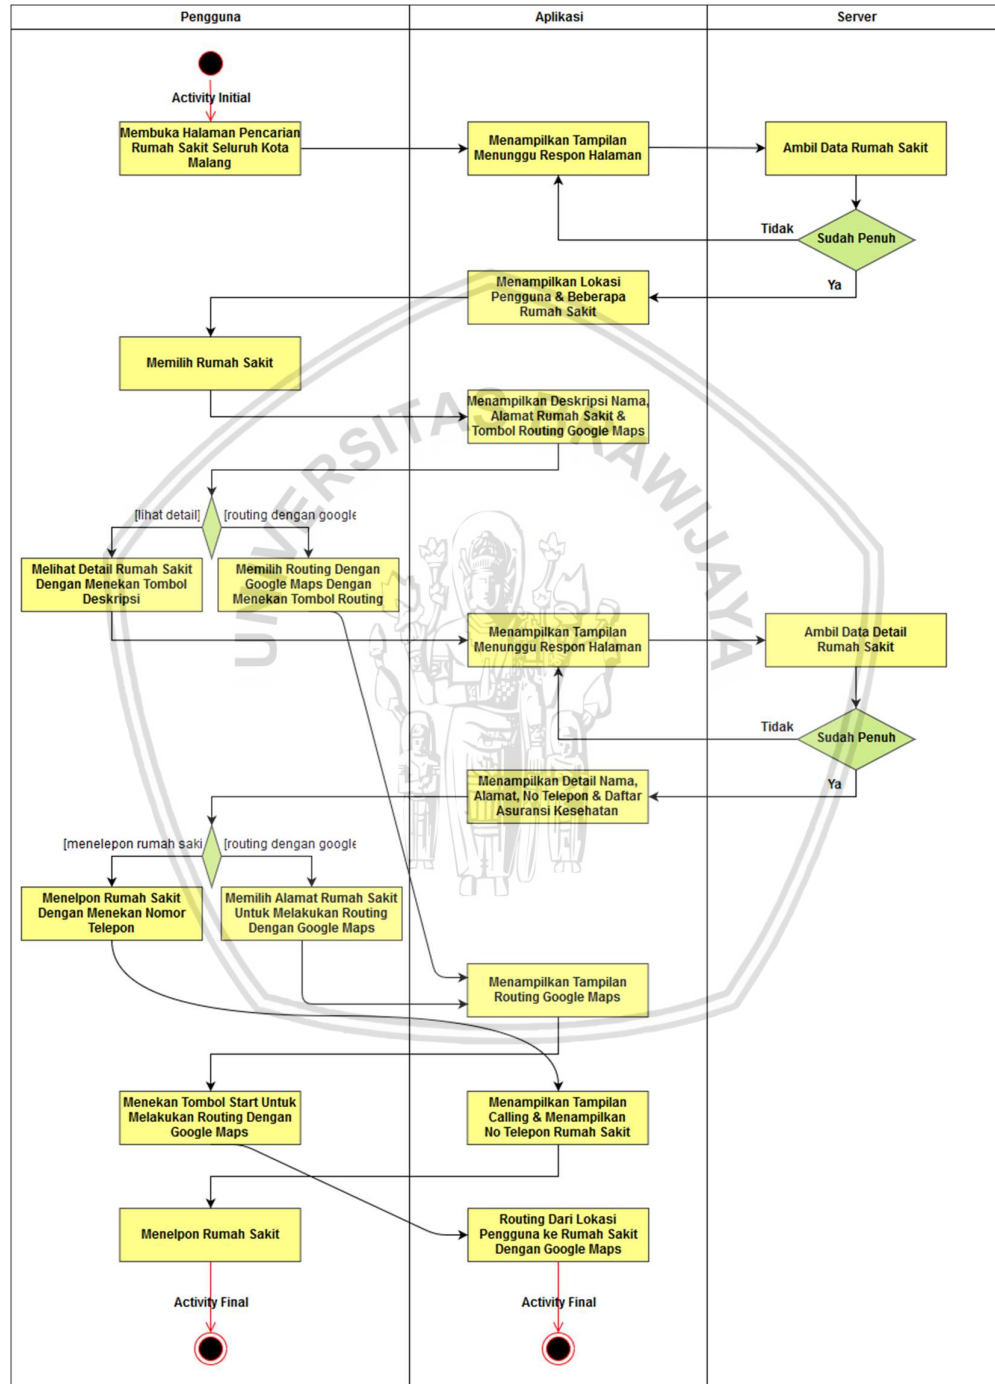 Pengguna
Aplikasi
Server
Activity Initial
Membuka Halaman Pencarian
Rumah Sakit Seluruh Kota
Malang
Menampilkan Tampilan
Menunggu Respon Halaman
Ambil Data Rumah Sakit
Tidak
Sudah Penuh
Ya
Menampilkan Lokasi
Pengguna & Beberapa
Rumah Sakit
Memilih Rumah Sakit
Menampilkan Deskripsi Nama,
Alamat Rumah Sakit &
Tombol Routing Google Maps
[lihat detail]
[routing dengan google
Melihat Detail Rumah Sakit
Dengan Menekan Tombol
Deskripsi
Memilih Routing Dengan
Google Maps Dengan
Menekan Tombol Routing
Menampilkan Tampilan
Menunggu Respon Halaman
Ambil Data Detail
Rumah Sakit
Tidak
Sudah Penuh
Ya
Menampilkan Detail Nama,
Alamat, No Telepon & Daftar
Asuransi Kesehatan
[menelepon rumah saki
[routing dengan google
Menelpon Rumah Sakit
Dengan Menekan Nomor
Telepon
Memilih Alamat Rumah Sakit
Untuk Melakukan Routing
Dengan Google Maps
Menampilkan Tampilan
Routing Google Maps
Menekan Tombol Start Untuk
Melakukan Routing Dengan
Google Maps
Menampilkan Tampilan
Calling & Menampilkan
No Telepon Rumah Sakit
Menelpon Rumah Sakit
Routing Dari Lokasi
Pengguna ke Rumah Sakit
Dengan Google Maps
Activity Final
Activity Final
UNIVERSITAS BRAWIJAYA